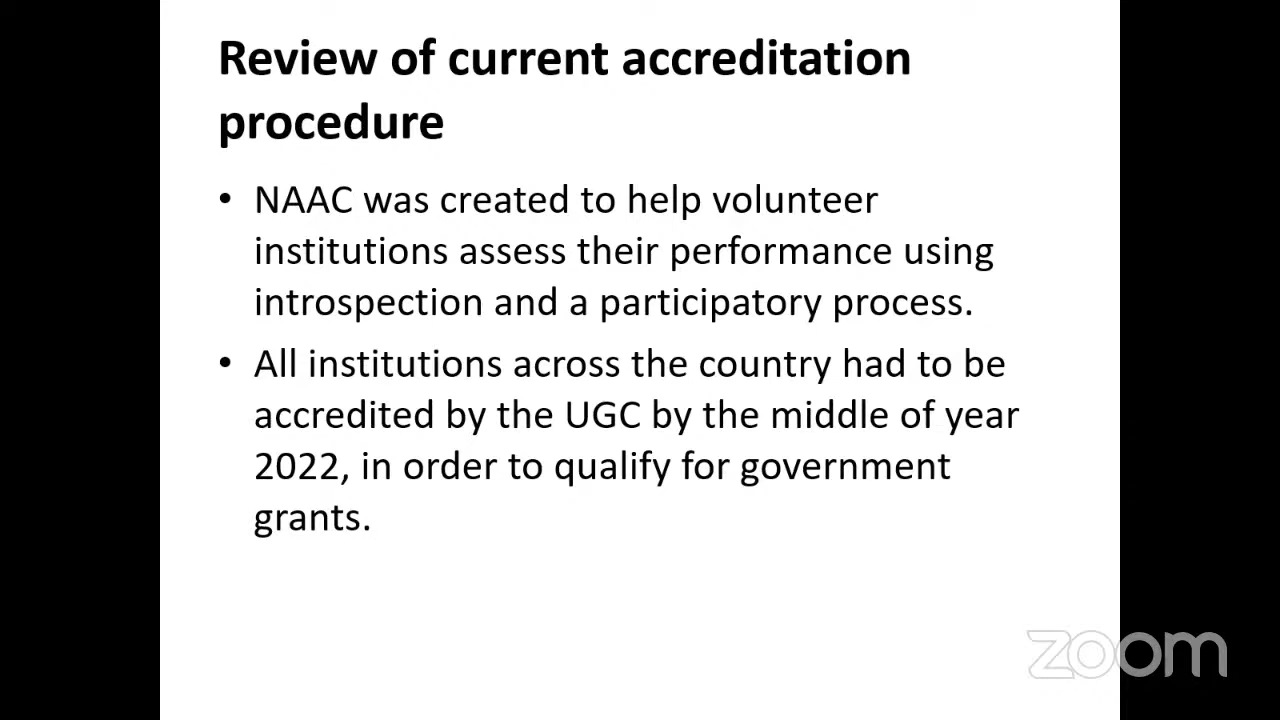 Review of current accreditation
procedure
• NAAC was created to help volunteer
institutions assess their performance using
introspection and a participatory process.
• All institutions across the country had to be
accredited by the UGC by the middle of year
2022, in order to qualify for government
grants.
zoom